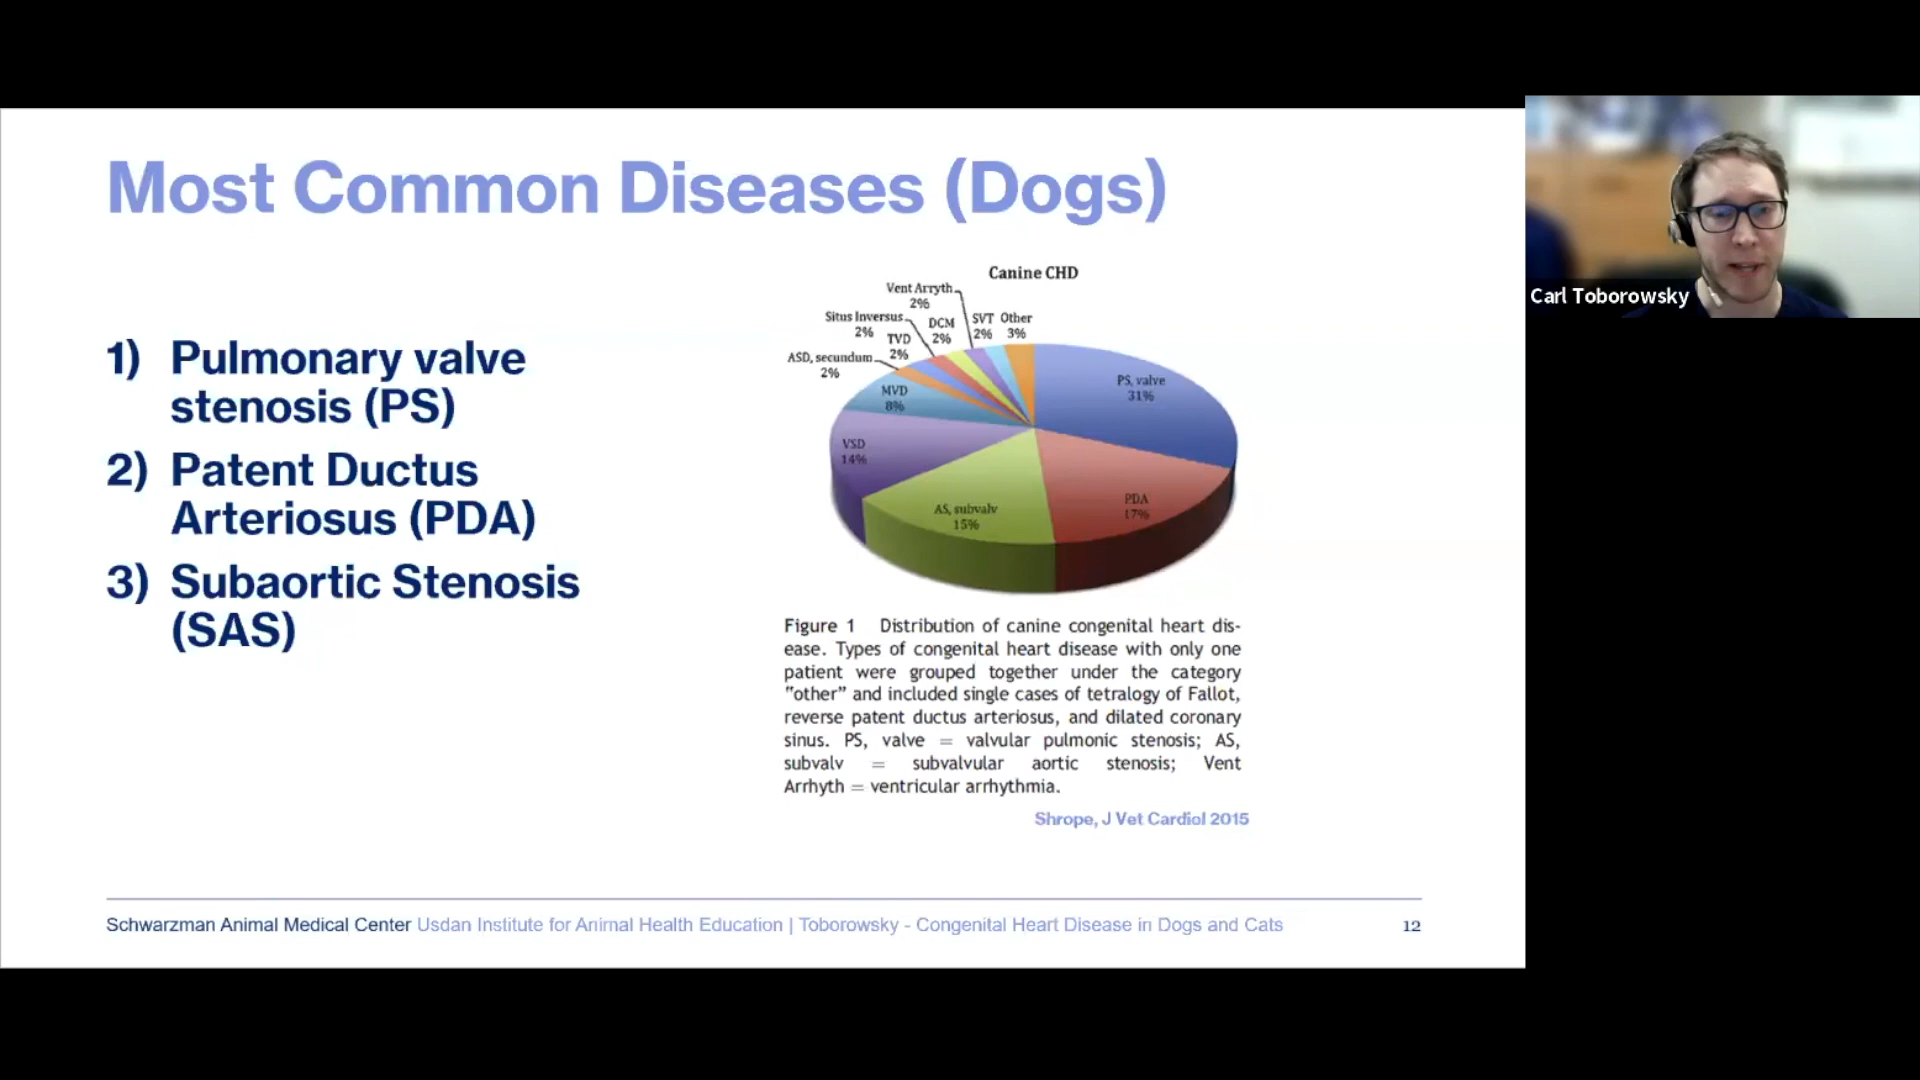 Most Common Diseases (Dogs)
1) Pulmonary valve
stenosis (PS)
2) Patent Ductus
Arteriosus (PDA)
3) Subaortic Stenosis
(SAS)
Canine CHD
Vent Arryth
2%
Situs Inversus
2%
DCM
2%
SVT
2%
Other
3%
TVD
2%
ASD, secundum
2%
MVD
8%
PS, valve
31%
VSD
14%
AS, subvalv
15%
PDA
17%
Figure 1 Distribution of canine congenital heart dis-
ease. Types of congenital heart disease with only one
patient were grouped together under the category
"other" and included single cases of tetralogy of Fallot,
reverse patent ductus arteriosus, and dilated coronary
sinus. PS, valve = valvular pulmonic stenosis; AS,
subvalv = subvalvular aortic stenosis; Vent
Arrhyth = ventricular arrhythmia.
Shrope, J Vet Cardiol 2015
Schwarzman Animal Medical Center Usdan Institute for Animal Health Education | Toborowsky - Congenital Heart Disease in Dogs and Cats 12
Carl Toborowsky